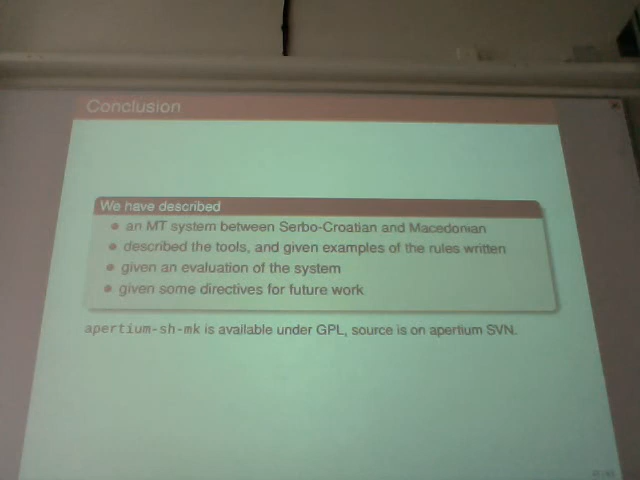 Conclusion
We have described
an MT system between Serbo-Croatian and Macedonian
described the tools, and given examples of the rules written
given an evaluation of the system
given some directives for future work
apertium-sh-mk is available under GPL, source is on apertium SVN.